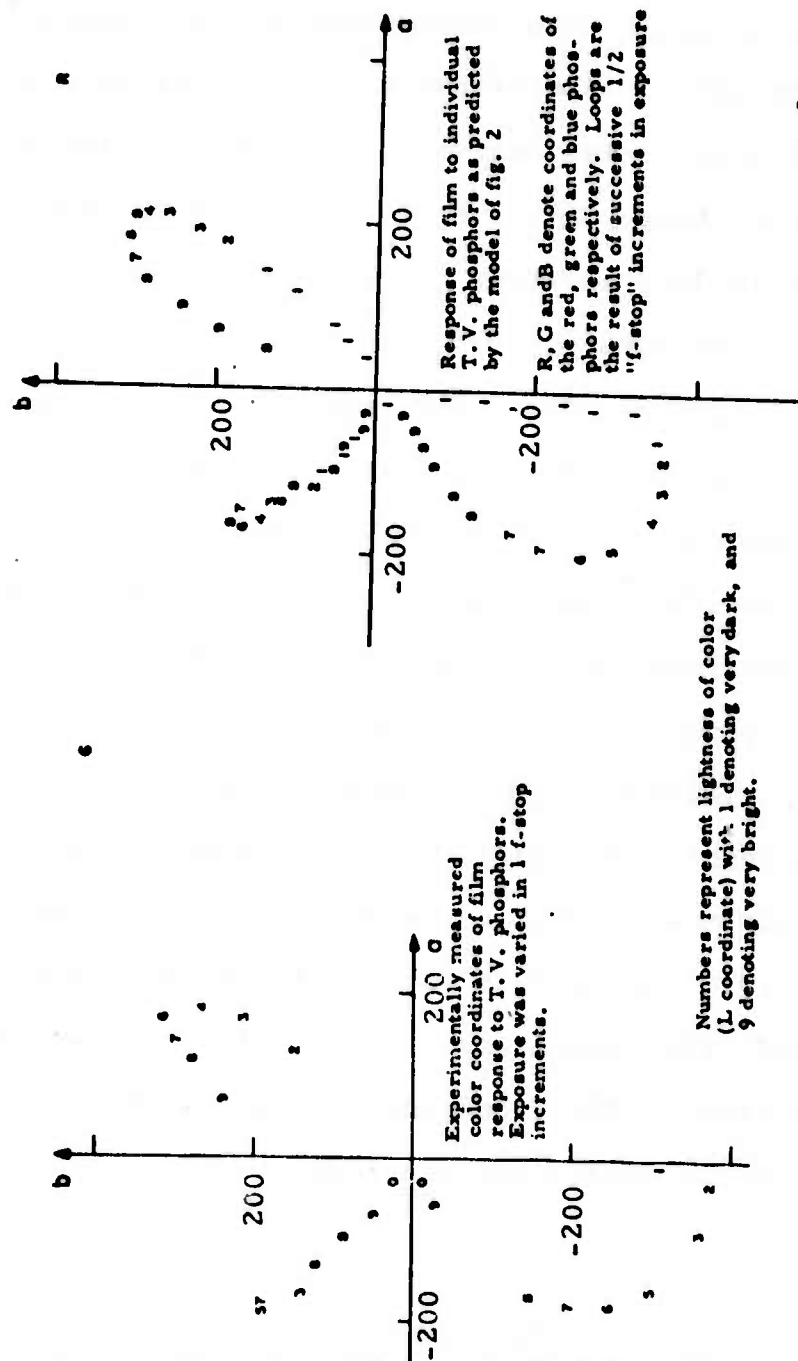 b
200
-200
200
a
-200
Experimentally measured
color coordinates of film
response to T.V. phosphors.
Exposure was varied in 1 f-stop
increments.
G
b
R
200
-200
200
a
-200
Response of film to individual
T.V. phosphors as predicted
by the model of fig. 2
R, G andB denote coordinates of
the red, green and blue phos-
phors respectively. Loops are
the result of successive 1/2
"f-stop" increments in exposure
Numbers represent lightness of color
(L coordinate) with 1 denoting very dark, and
9 denoting very bright.